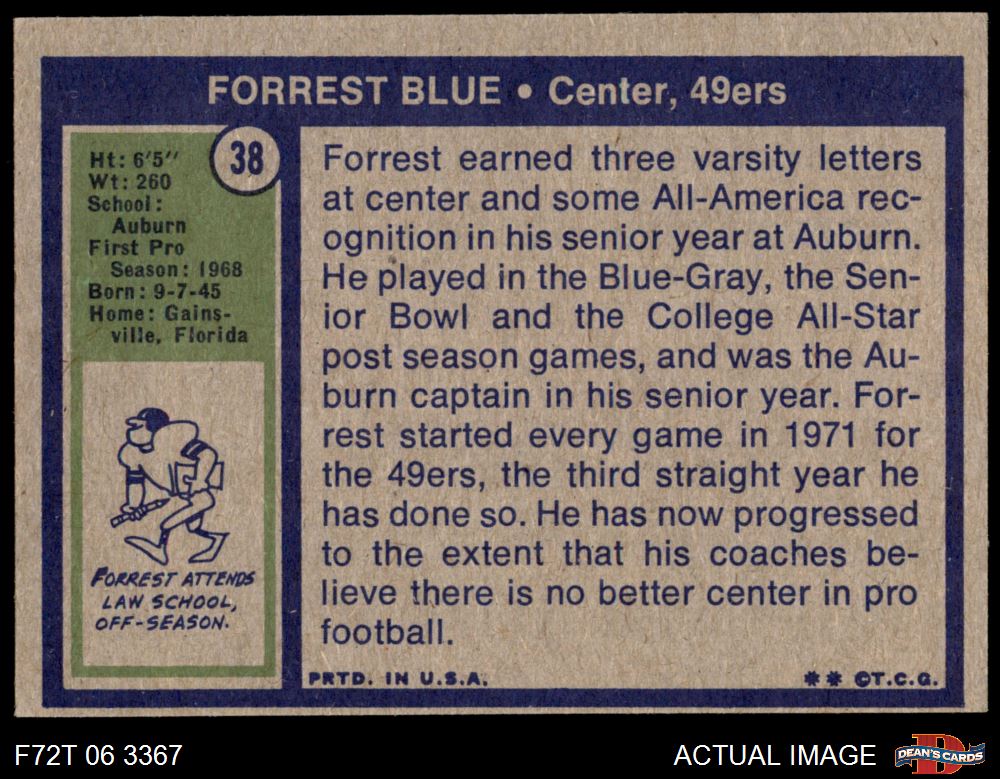 FORREST BLUE • Center, 49ers
38
Ht: 6'5"
Wt: 260
School:
Auburn
First Pro
Season: 1968
Born: 9-7-45
Home: Gains-
ville, Florida
FORREST ATTENDS
LAW SCHOOL,
OFF-SEASON.
Forrest earned three varsity letters
at center and some All-America rec-
ognition in his senior year at Auburn.
He played in the Blue-Gray, the Sen-
ior Bowl and the College All-Star
post season games, and was the Au-
burn captain in his senior year. For-
rest started every game in 1971 for
the 49ers, the third straight year he
has done so. He has now progressed
to the extent that his coaches be-
lieve there is no better center in pro
football.
PRTD. IN U.S.A.
** ©T.C.G.
F72T 06 3367
ACTUAL IMAGE
D
DEAN'S CARDS